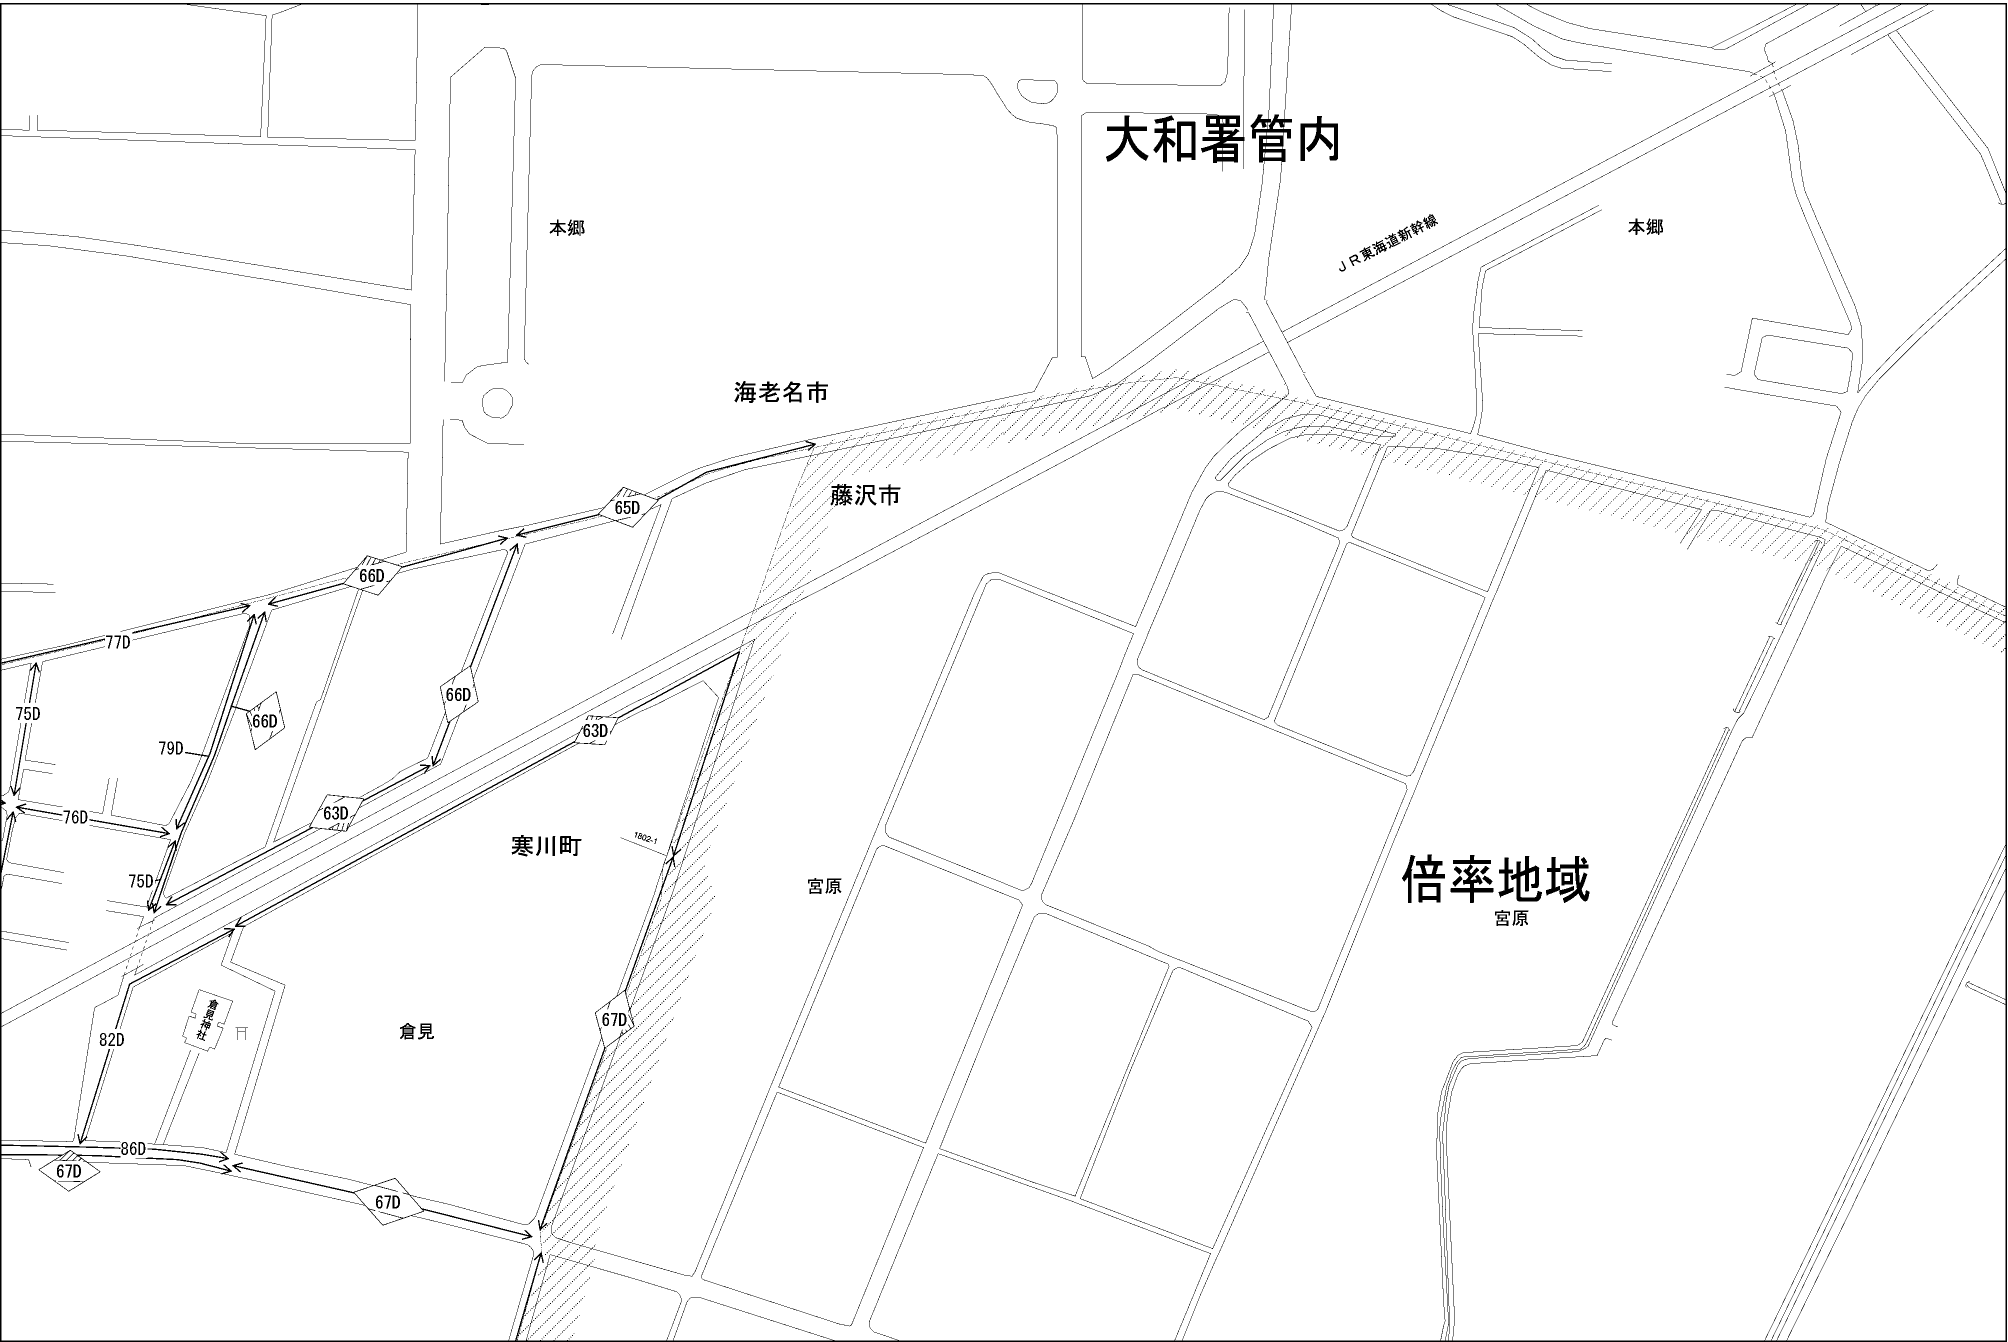 大和署管内
本郷
本郷
JR東海道新幹線
海老名市
藤沢市
65D
66D
77D
66D
75D
66D
79D
63D
63D
76D
寒川町
1802-1
75D
宮原
倍率地域
宮原
倉見神社
倉見
67D
82D
86D
67D
67D